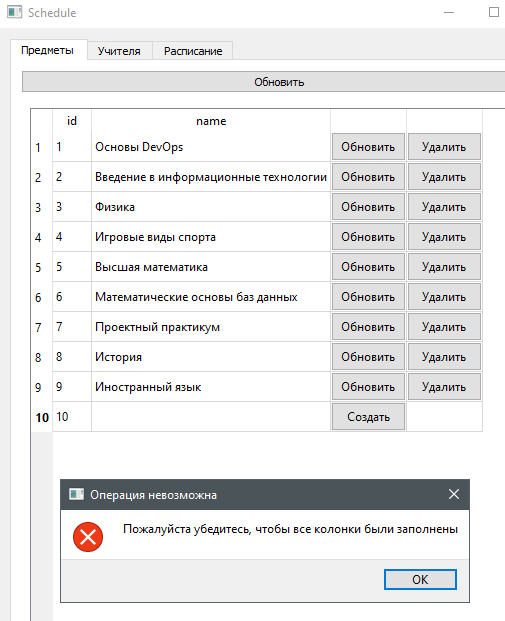 Schedule
Предметы Учителя Расписание
Обновить
id name
1 1 Основы DevOps Обновить Удалить
2 2 Введение в информационные технологии Обновить Удалить
3 3 Физика Обновить Удалить
4 4 Игровые виды спорта Обновить Удалить
5 5 Высшая математика Обновить Удалить
6 6 Математические основы баз данных Обновить Удалить
7 7 Проектный практикум Обновить Удалить
8 8 История Обновить Удалить
9 9 Иностранный язык Обновить Удалить
10 10 Создать
Операция невозможна
Пожалуйста убедитесь, чтобы все колонки были заполнены
OK